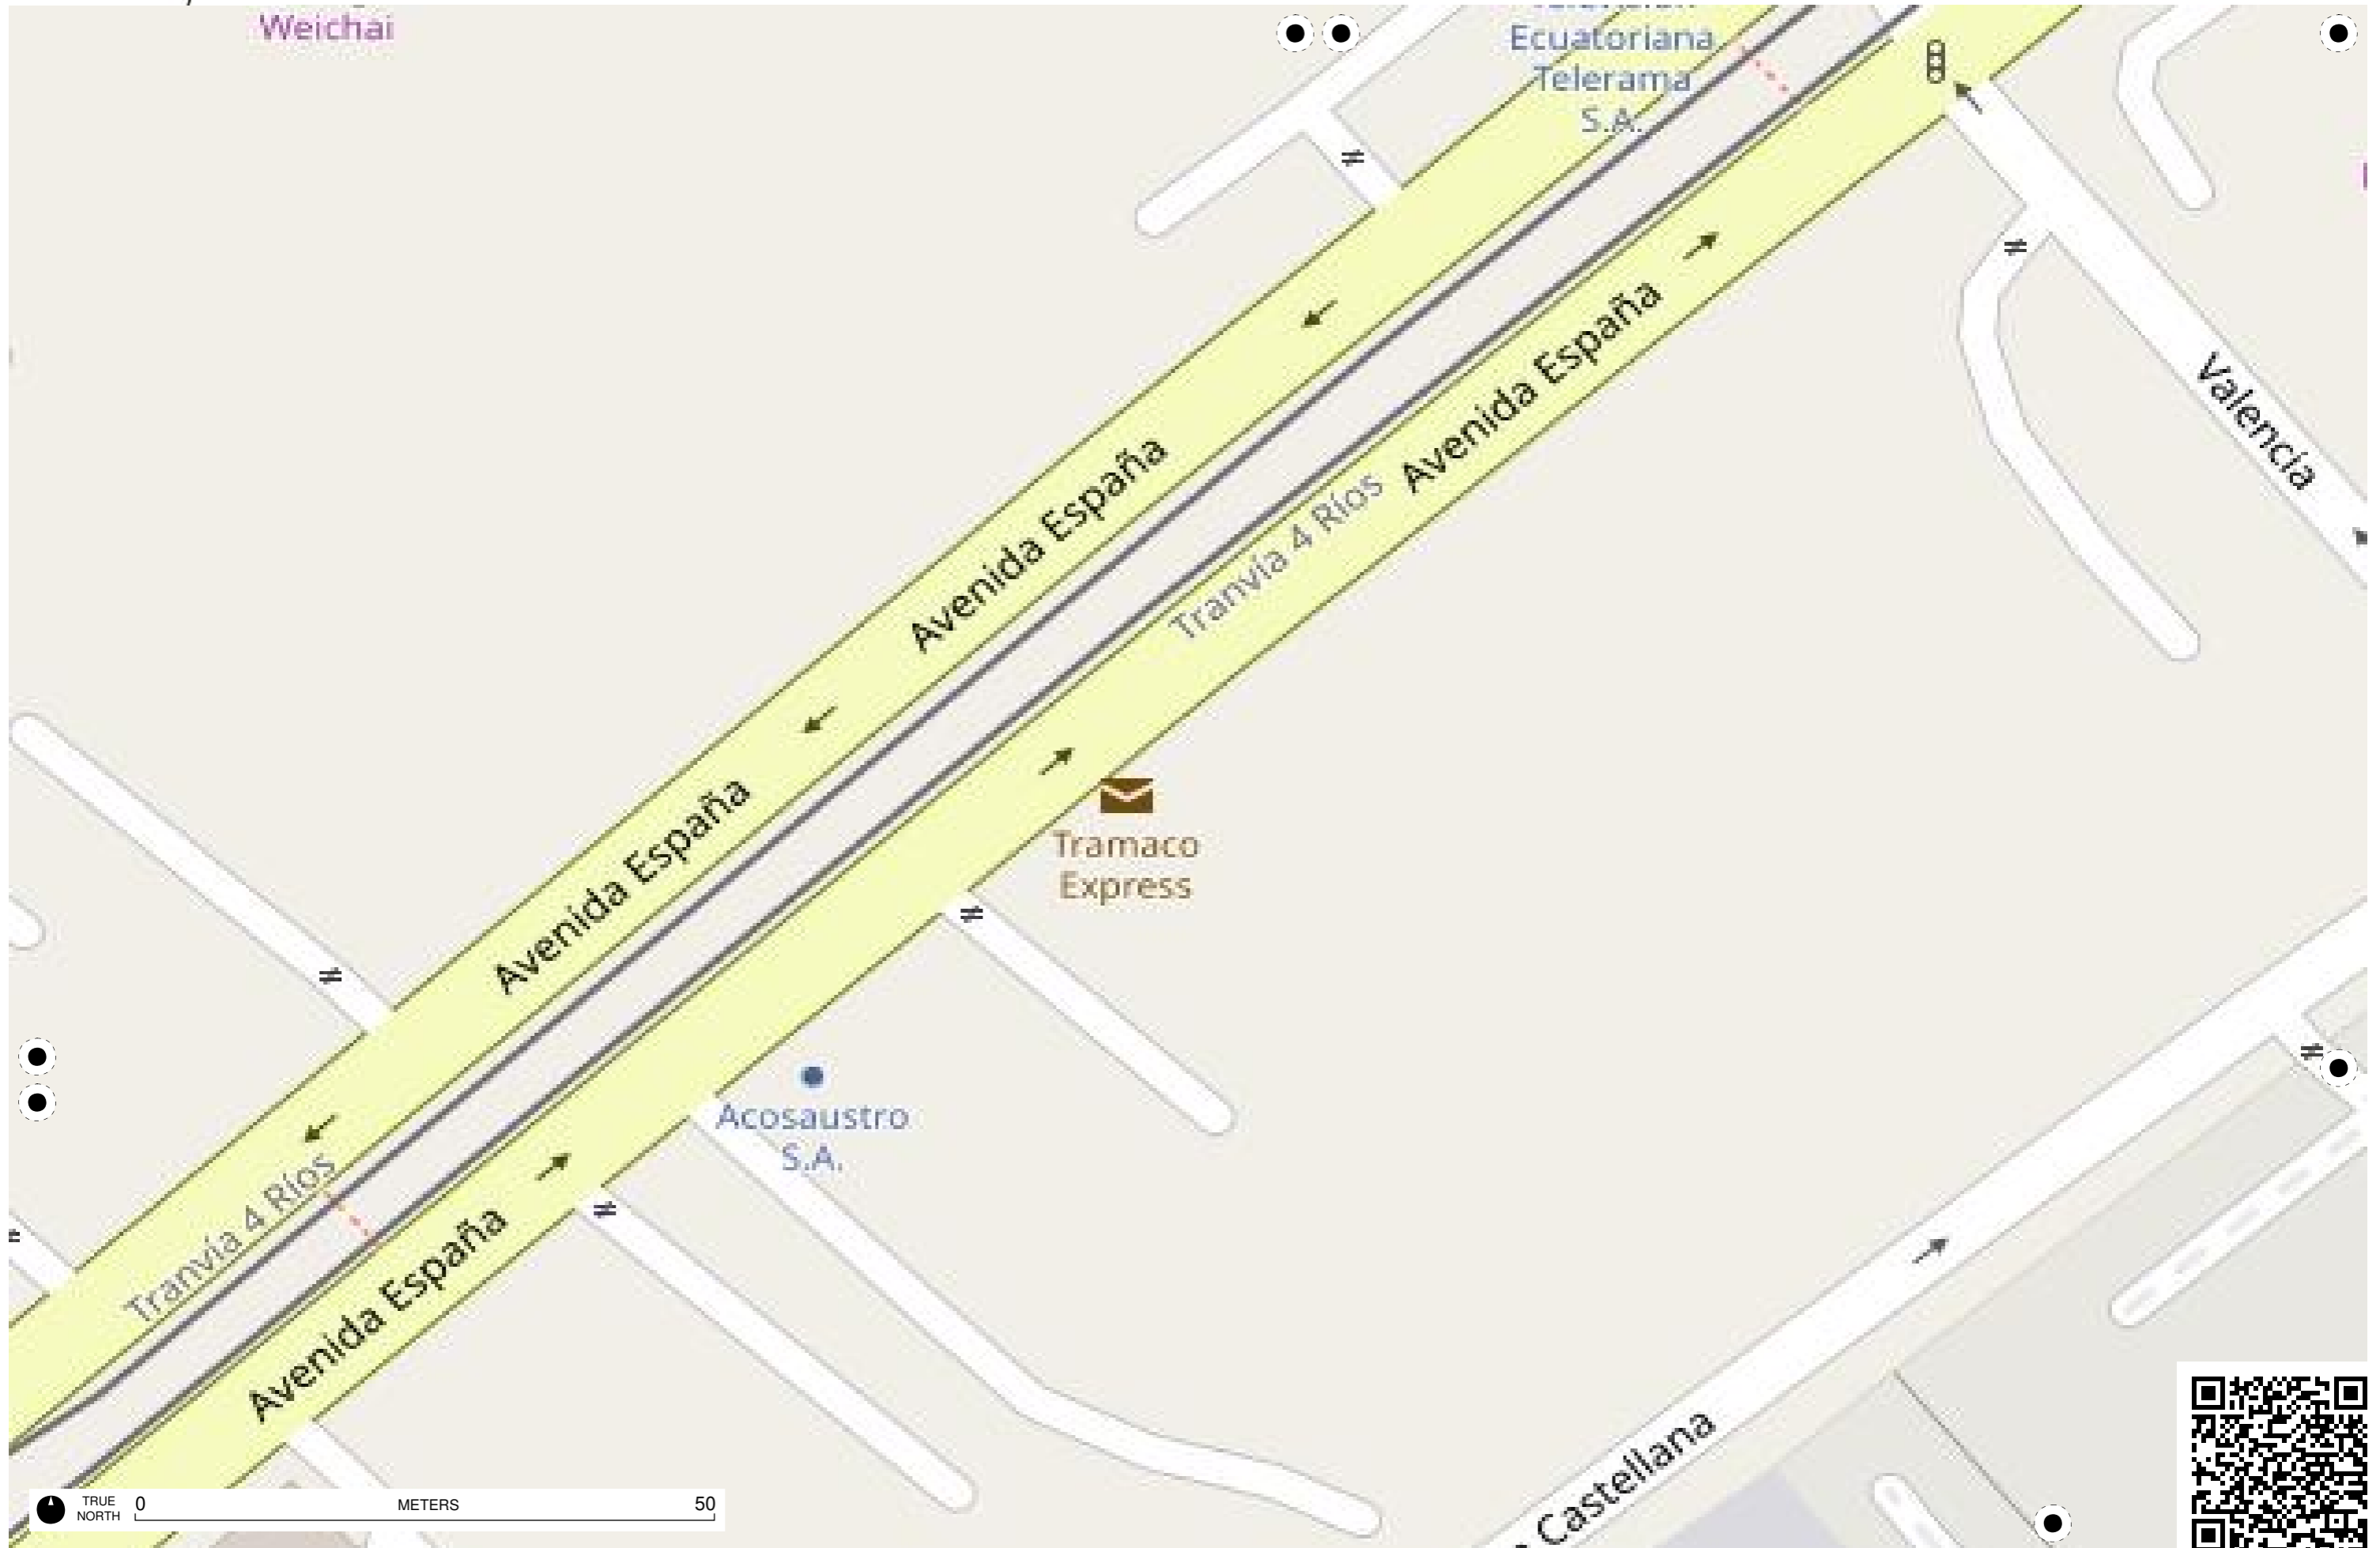 Weichai
Ecuatoriana
Telerama
S.A.
Avenida España
Valencia
Avenida España
Tranvía 4 Ríos
Avenida España
Tramaco
Express
Acosaustro
S.A.
Tranvía 4 Ríos
Avenida España
Castellana
TRUE
NORTH
0
METERS
50